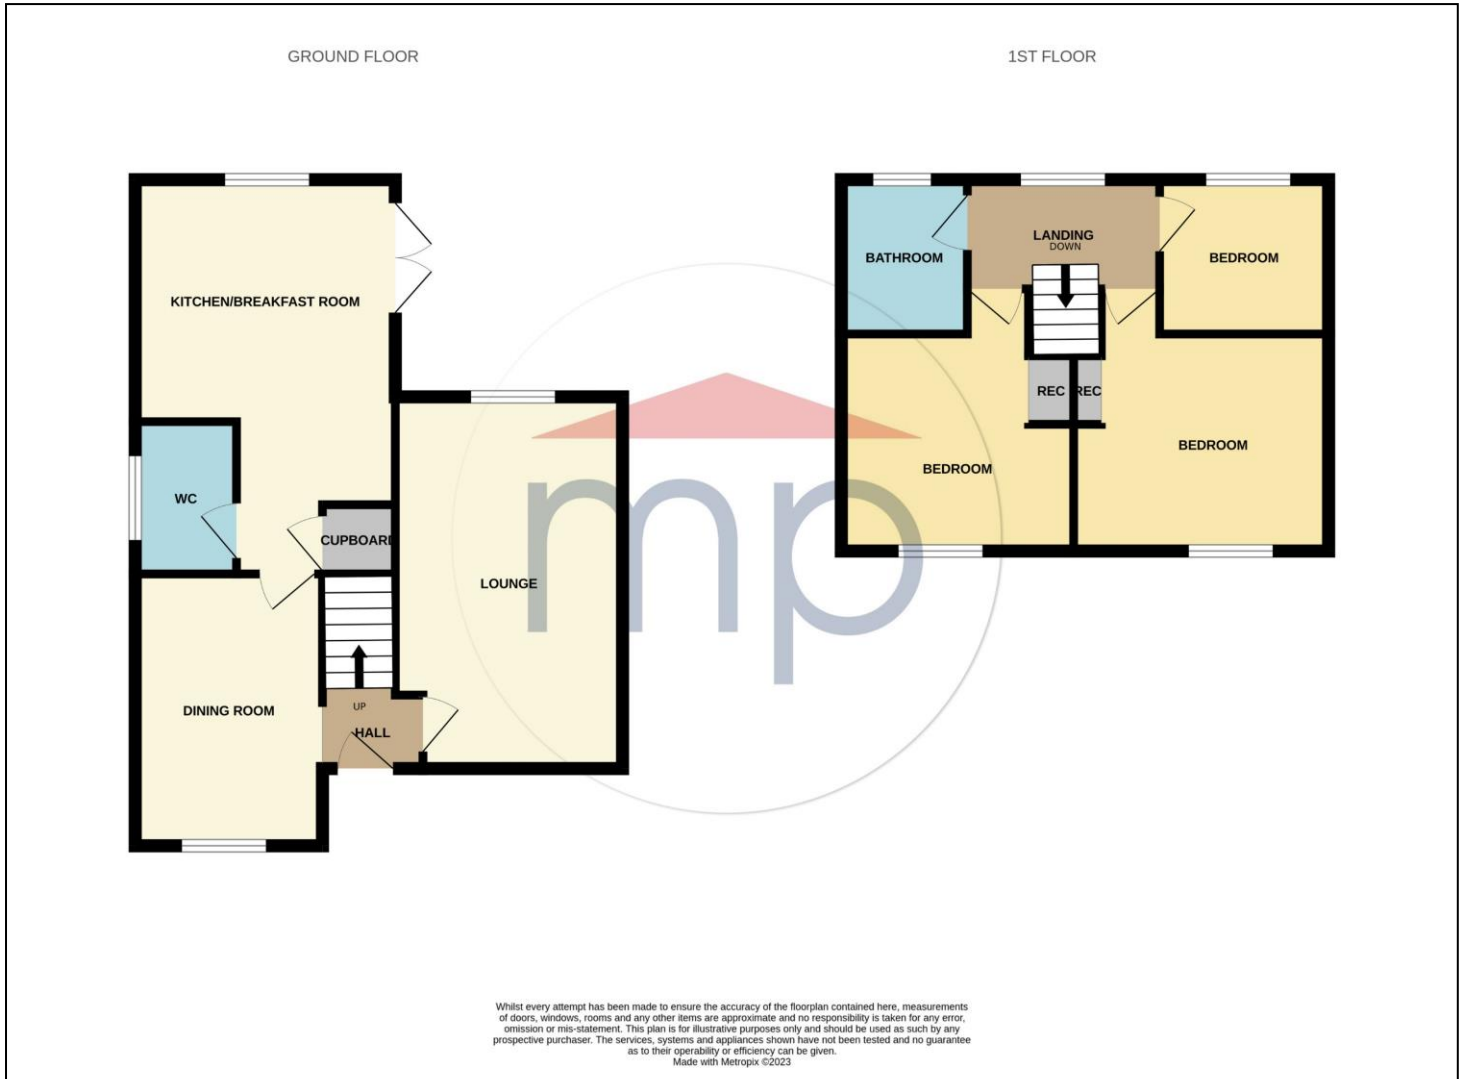 GROUND FLOOR
1ST FLOOR
KITCHEN/BREAKFAST ROOM
WC
CUPBOARD
LOUNGE
DINING ROOM
UP
HALL
BATHROOM
LANDING
DOWN
BEDROOM
REC
REC
BEDROOM
BEDROOM
mp
Whilst every attempt has been made to ensure the accuracy of the floorplan contained here, measurements
of doors, windows, rooms and any other items are approximate and no responsibility is taken for any error,
omission or mis-statement. This plan is for illustrative purposes only and should be used as such by any
prospective purchaser. The services, systems and appliances shown have not been tested and no guarantee
as to their operability or efficiency can be given.
Made with Metropix ©2023